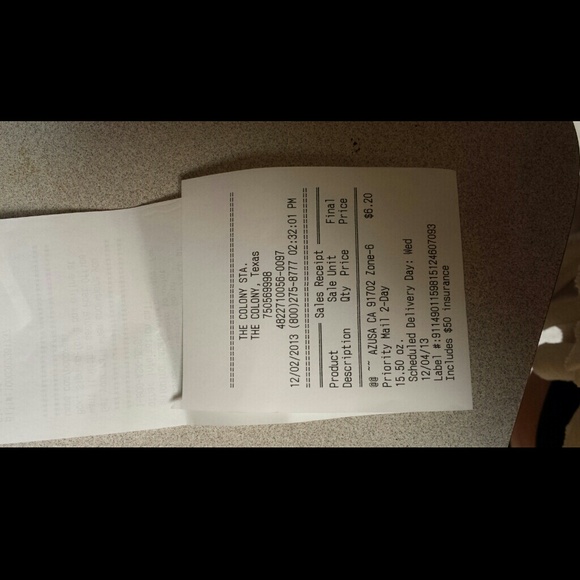 ========================================
THE COLONY STA.
THE COLONY, Texas
750569998
4822710096-0097
12/02/2013 (800)275-8777 02:32:01 PM
========================================
Sales Receipt
Product Sale Unit Final
Description Qty Price Price
@@ -- AZUSA CA 91702 Zone-6 $6.20
Priority Mail 2-Day
15.50 oz.
Scheduled Delivery Day: Wed
12/04/13
Label #:9114901159815124607093
Includes $50 insurance